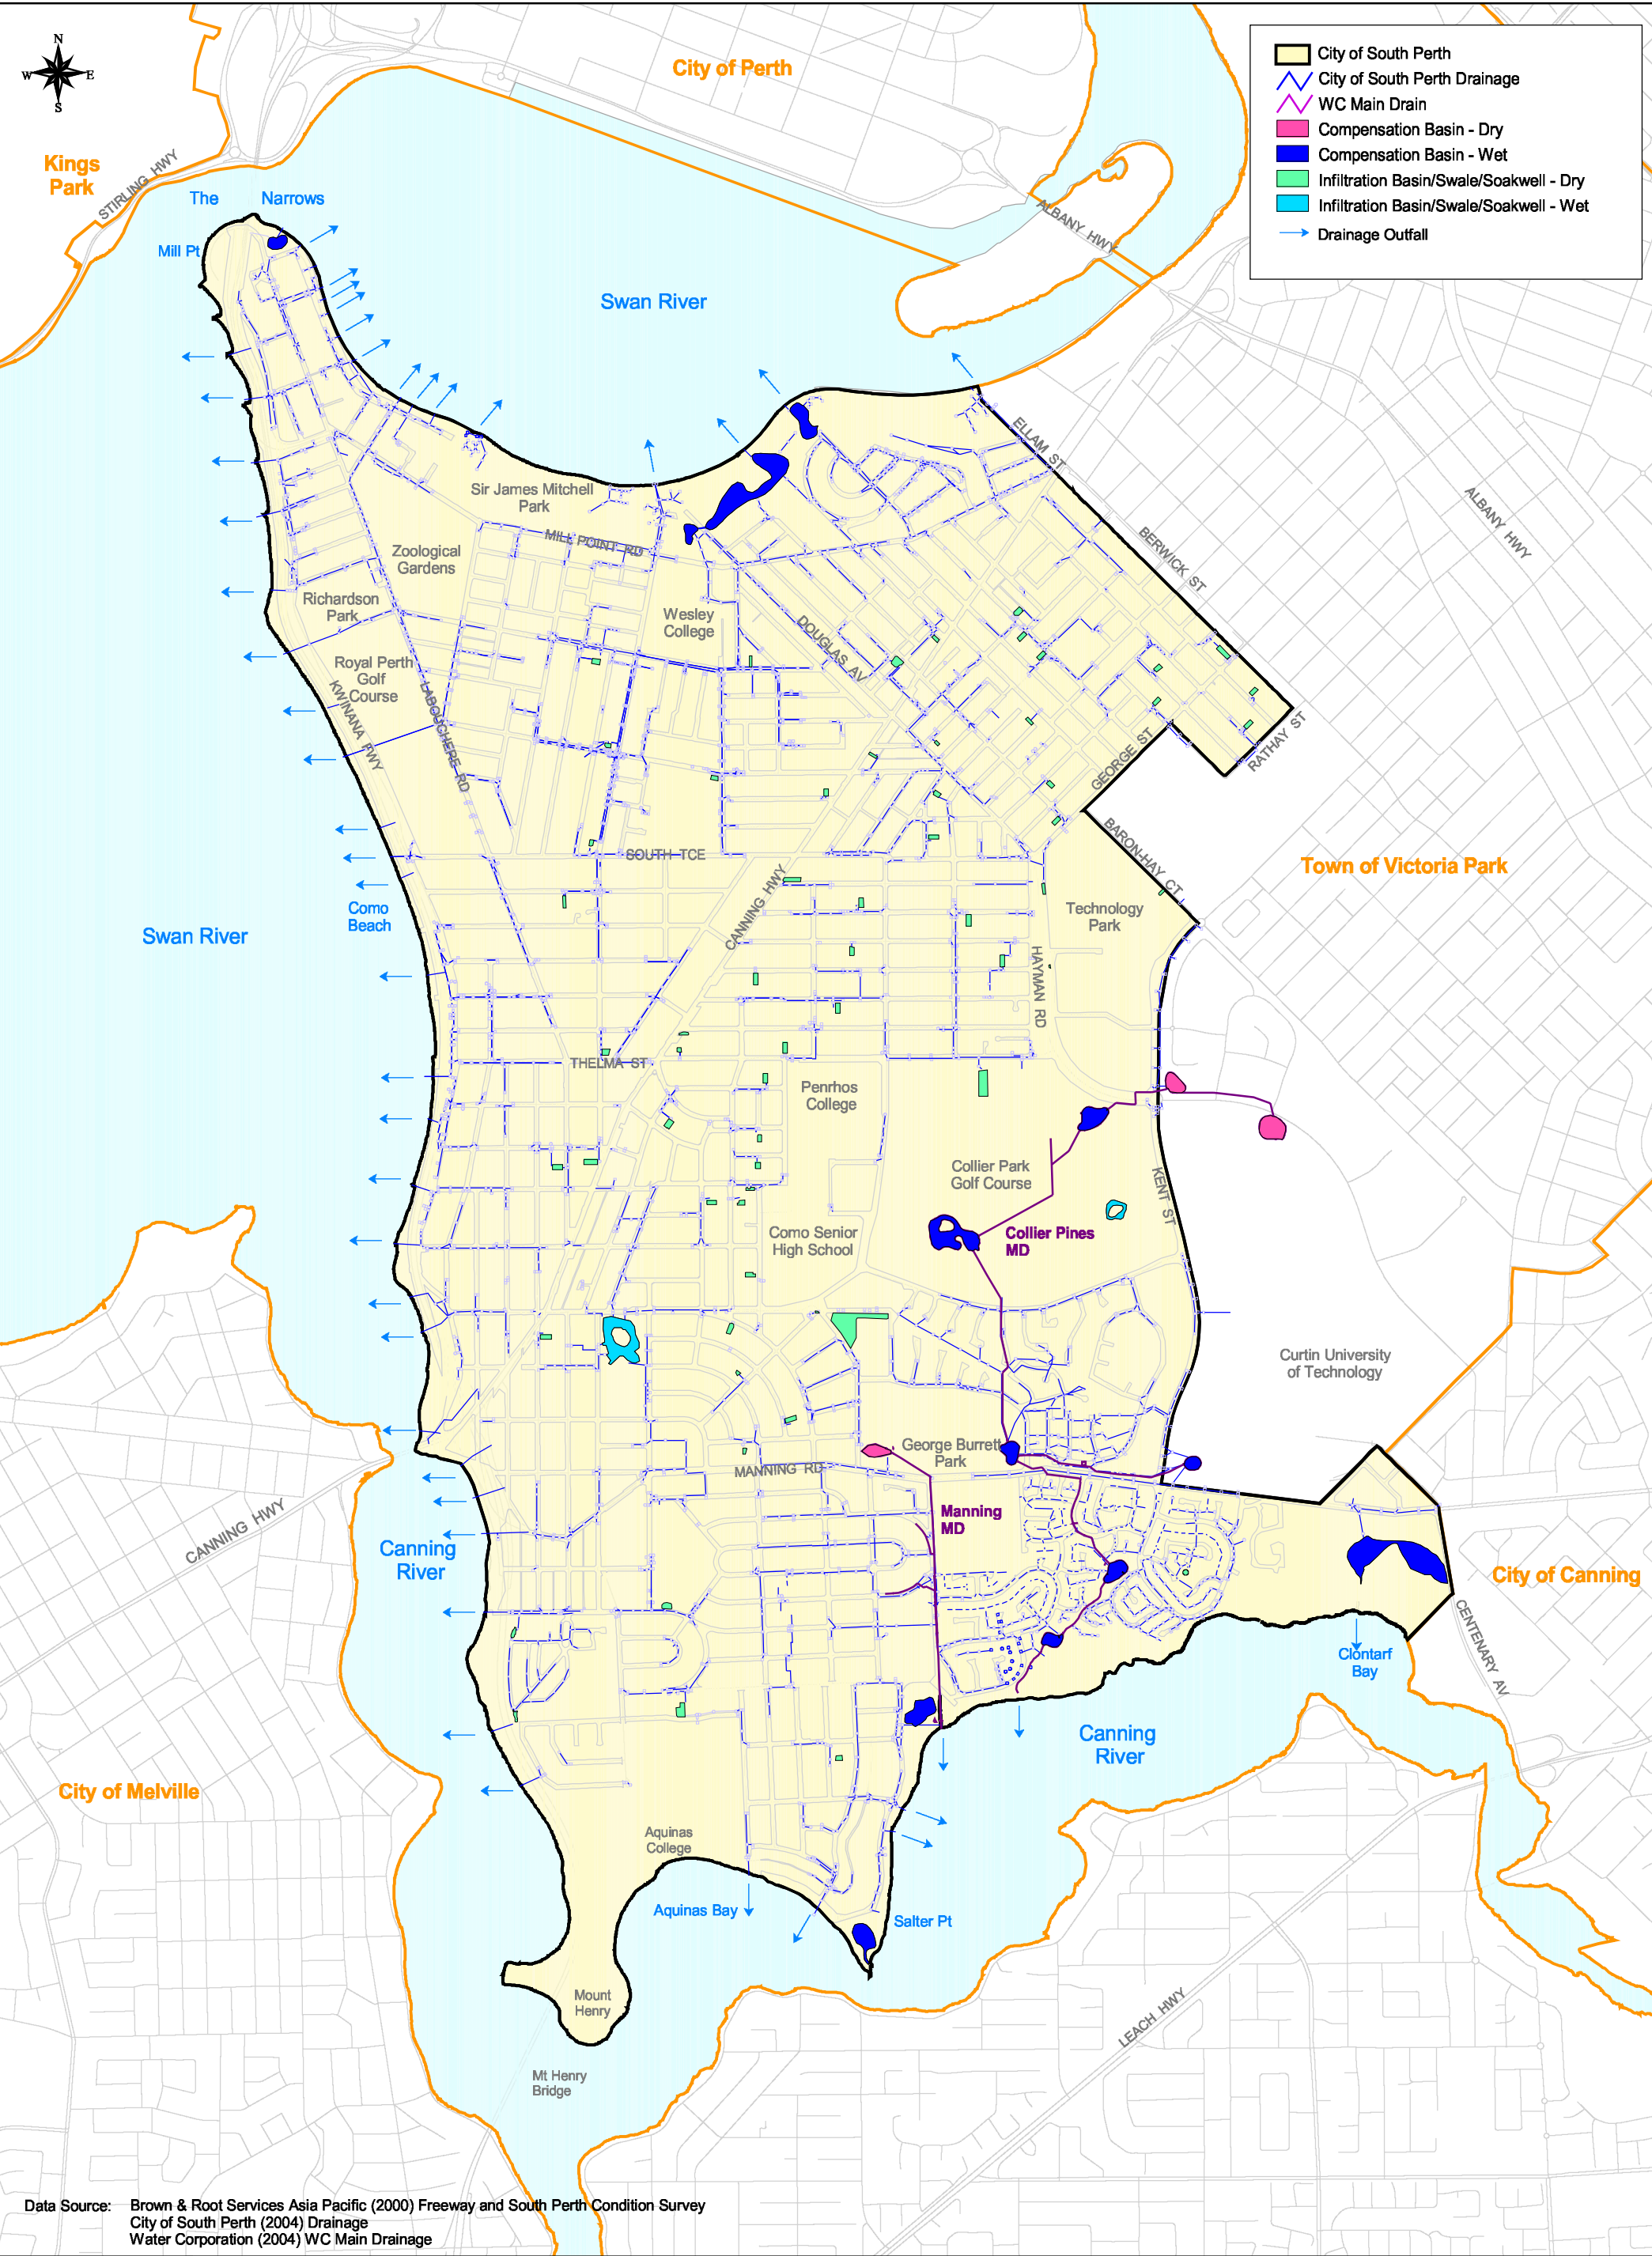 N
W
E
S
City of Perth
City of South Perth
City of South Perth Drainage
WC Main Drain
Compensation Basin - Dry
Compensation Basin - Wet
Infiltration Basin/Swale/Soakwell - Dry
Infiltration Basin/Swale/Soakwell - Wet
Drainage Outfall
Kings
Park
STIRLING HWY
The Narrows
Mill Pt
ALBANY HWY
Swan River
ELLAM ST
Sir James Mitchell
Park
MILL POINT RD
ALBANY HWY
BERWICK ST
Zoological
Gardens
Richardson
Park
Wesley
College
DOUGLAS AV
Royal Perth
Golf
Course
KWINANA FWY
LABOUCHERE RD
GEORGE ST
RATHAY ST
BARON-HAY CT
SOUTH TCE
Town of Victoria Park
CANNING HWY
Como
Beach
Technology
Park
Swan River
HAYMAN RD
THELMA ST
Penrhos
College
Collier Park
Golf Course
KENT ST
Como Senior
High School
Collier Pines
MD
Curtin University
of Technology
George Burrett
Park
MANNING RD
Manning
MD
CANNING HWY
Canning
River
City of Canning
CENTENARY AV
Clontarf
Bay
Canning
River
City of Melville
Aquinas
College
Aquinas Bay
Salter Pt
Mount
Henry
LEACH HWY
Mt Henry
Bridge
Data Source: Brown & Root Services Asia Pacific (2000) Freeway and South Perth Condition Survey
City of South Perth (2004) Drainage
Water Corporation (2004) WC Main Drainage